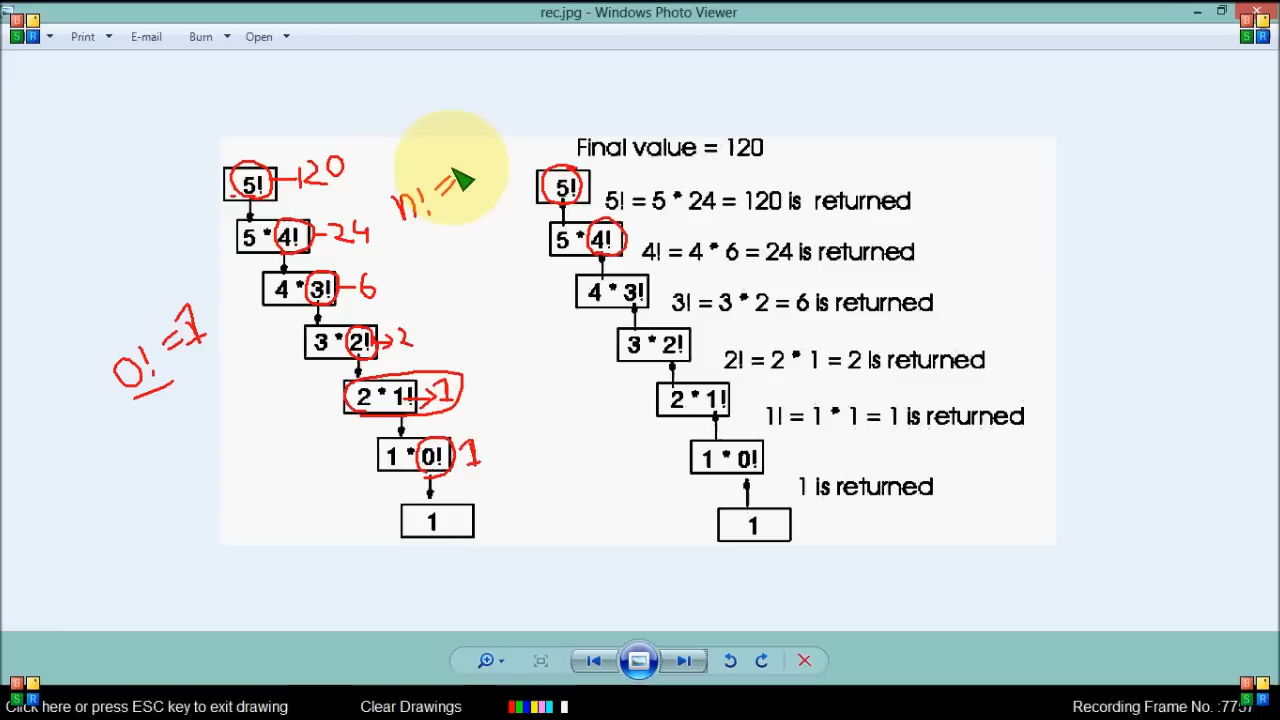 rec.jpg - Windows Photo Viewer
B
S R
Print E-mail Burn Open
B
S R
5! 120
5 * 4! 24
4 * 3! 6
3 * 2! 2
2 * 1! 1
1 * 0! 1
1
0! = 1
n! =
Final value = 120
5!
5! = 5 * 24 = 120 is returned
5 * 4!
4! = 4 * 6 = 24 is returned
4 * 3!
3! = 3 * 2 = 6 is returned
3 * 2!
2! = 2 * 1 = 2 is returned
2 * 1!
1! = 1 * 1 = 1 is returned
1 * 0!
1 is returned
1
B
S R
Click here or press ESC key to exit drawing Clear Drawings
Recording Frame No. :
B
S R